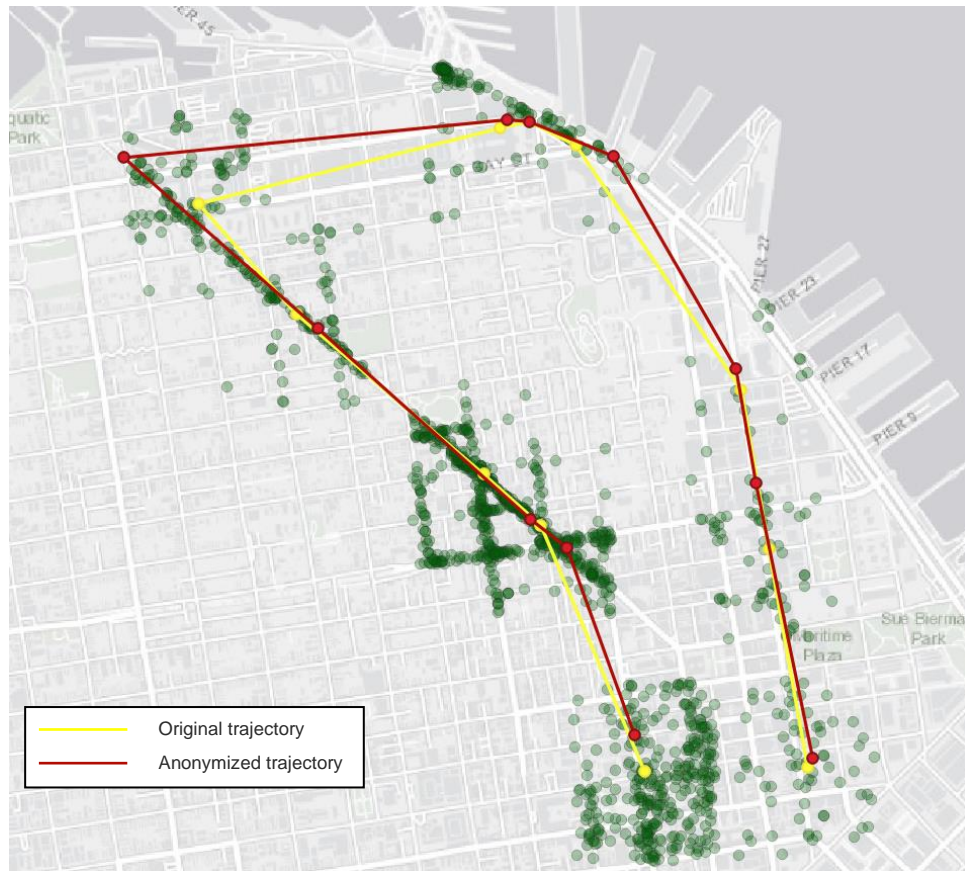 PIER 45
quatic
Park
BAY ST
PIER 27
PIER 23
PIER 17
PIER 9
Maritime
Plaza
Sue Bierma
Park
Original trajectory
Anonymized trajectory